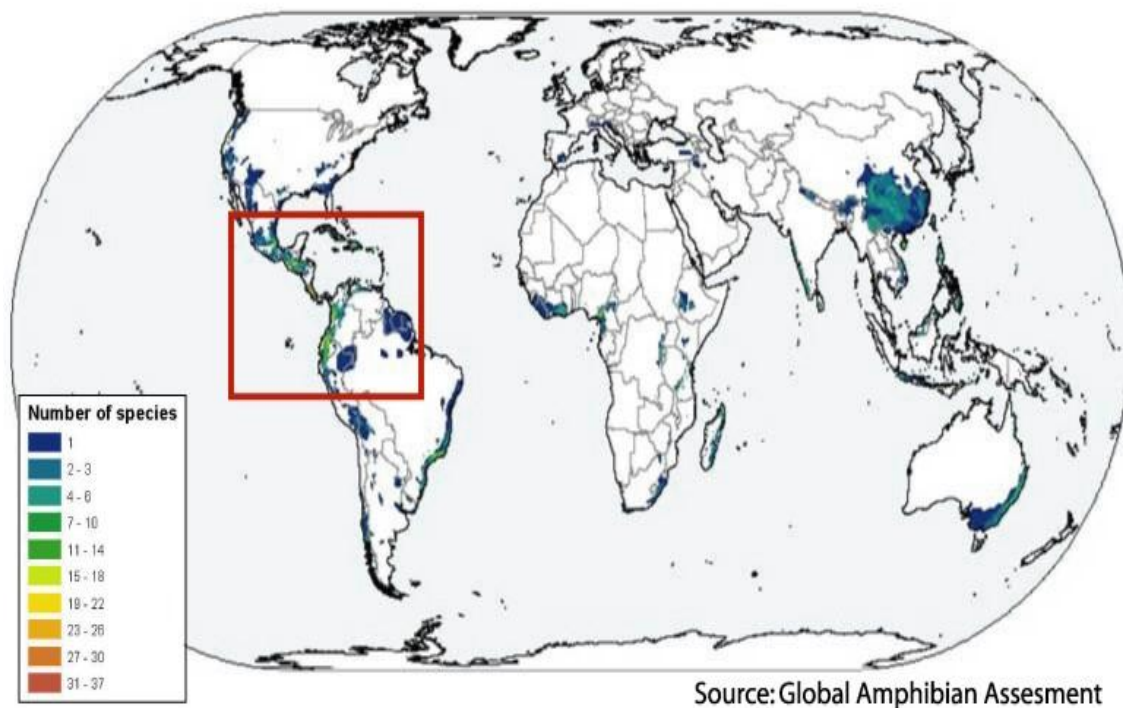 Number of species
1
2 - 3
4 - 6
7 - 10
11 - 14
15 - 18
19 - 22
23 - 26
27 - 30
31 - 37
Source: Global Amphibian Assesment